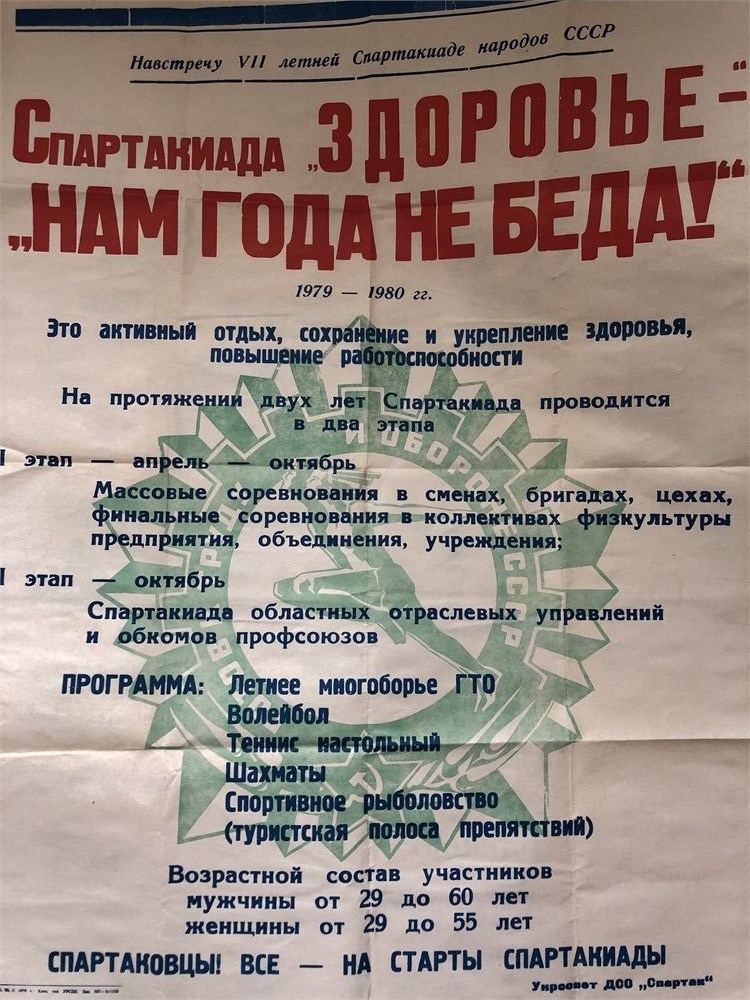 Навстречу VII летней Спартакиаде народов СССР
СПАРТАКИАДА „ЗДОРОВЬЕ-“
„НАМ ГОДА НЕ БЕДА!“
1979 — 1980 гг.
Это активный отдых, сохранение и укрепление здоровья,
повышение работоспособности
На протяжении двух лет Спартакиада проводится
в два этапа
I этап — апрель — октябрь
Массовые соревнования в сменах, бригадах, цехах,
финальные соревнования в коллективах физкультуры
предприятия, объединения, учреждения;
I этап — октябрь
Спартакиада областных отраслевых управлений
и обкомов профсоюзов
ПРОГРАММА: Летнее многоборье ГТО
Волейбол
Теннис настольный
Шахматы
Спортивное рыболовство
(туристская полоса препятствий)
Возрастной состав участников
мужчины от 29 до 60 лет
женщины от 29 до 55 лет
СПАРТАКОВЦЫ! ВСЕ — НА СТАРТЫ СПАРТАКИАДЫ
Укрсовет ДСО „Спартак“
И ОБОРОНЕ СССР